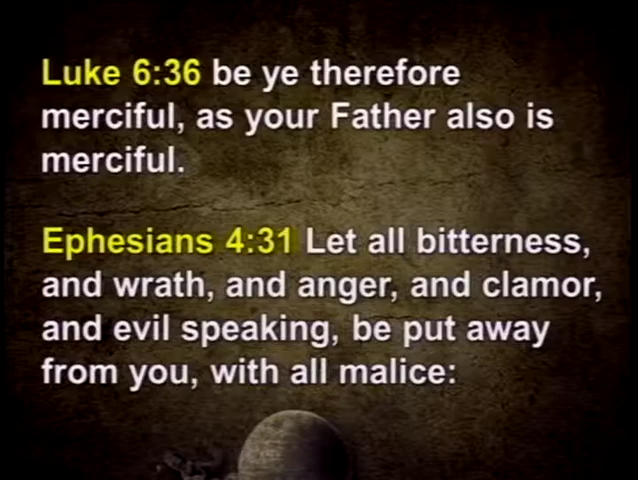 Luke 6:36 be ye therefore
merciful, as your Father also is
merciful.
Ephesians 4:31 Let all bitterness,
and wrath, and anger, and clamor,
and evil speaking, be put away
from you, with all malice: